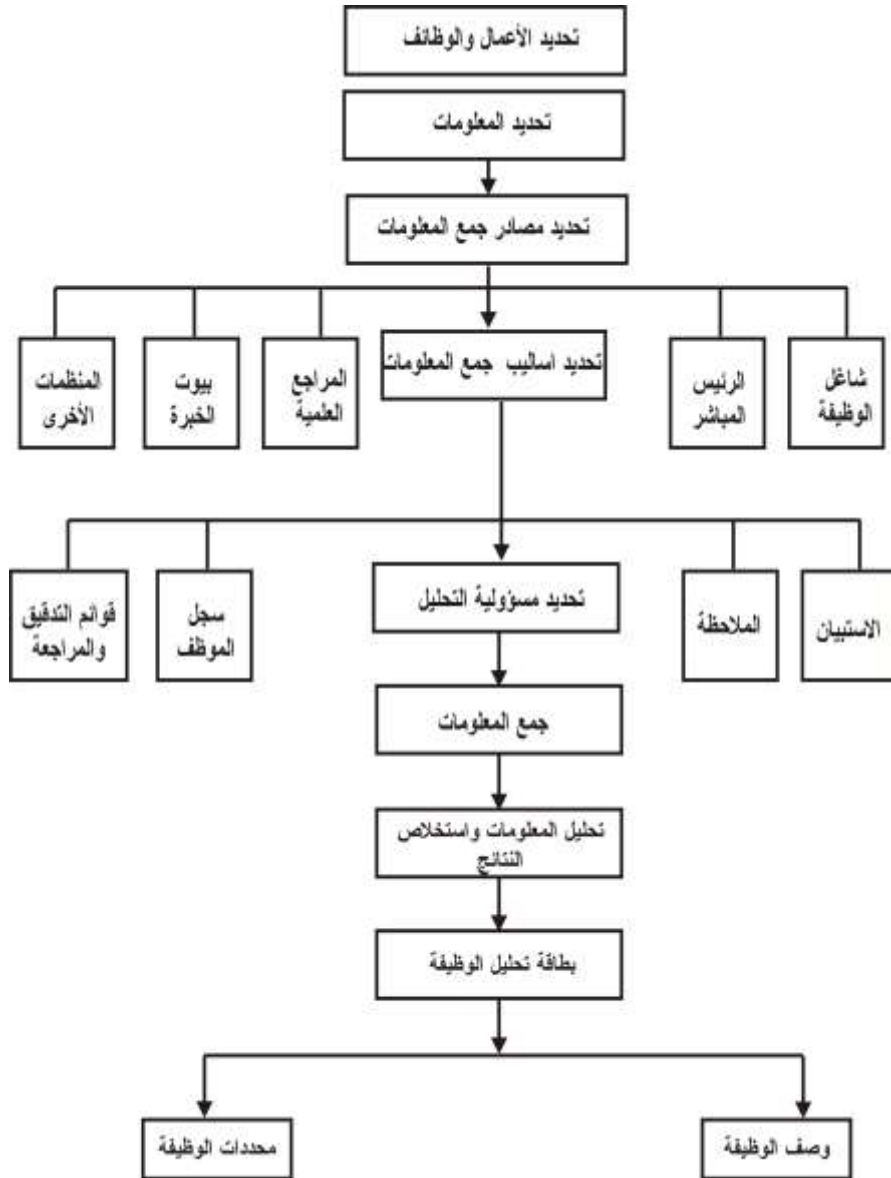 تحديد الأعمال والوظائف
تحديد المعلومات
تحديد مصادر جمع المعلومات
شاغل
الوظيفة
الرئيس
المباشر
تحديد اساليب جمع المعلومات
المراجع
العلمية
بيوت
الخبرة
المنظمات
الأخرى
الاستبيان
الملاحظة
تحديد مسؤولية التحليل
سجل
الموظف
قوائم التدقيق
والمراجعة
جمع المعلومات
تحليل المعلومات واستخلاص
النتائج
بطاقة تحليل الوظيفة
وصف الوظيفة
محددات الوظيفة